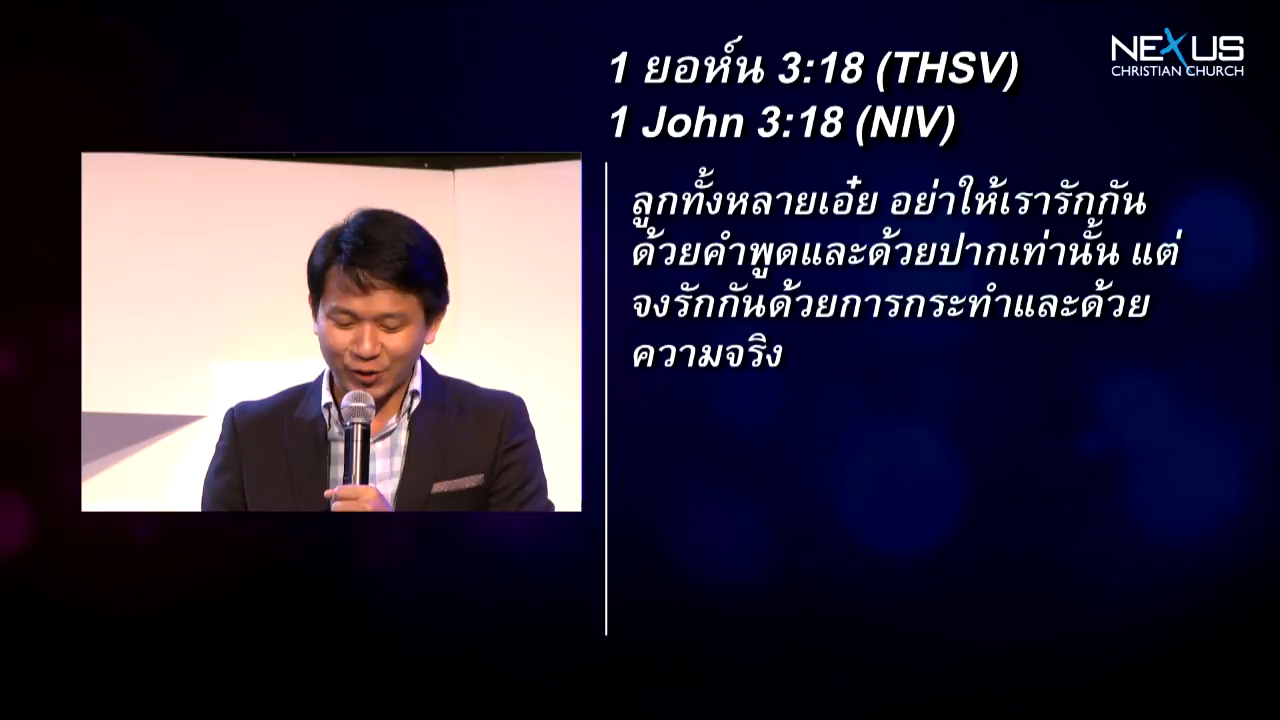 NEXUS
CHRISTIAN CHURCH
1 ยอห์น 3:18 (THSV)
1 John 3:18 (NIV)
ลูกทั้งหลายเอ๋ย อย่าให้เรารักกัน
ด้วยคำพูดและด้วยปากเท่านั้น แต่
จงรักกันด้วยการกระทำและด้วย
ความจริง